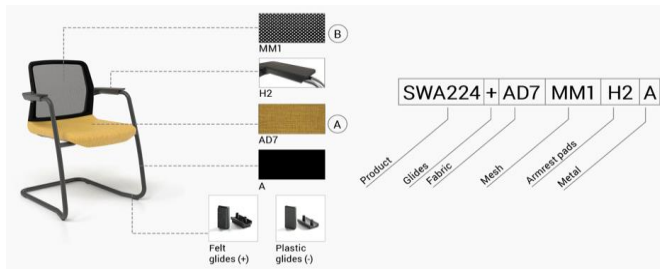 B
MM1
H2
A
AD7
A
Felt
glides (+)
Plastic
glides (-)
SWA224 + AD7 MM1 H2 A
Product
Glides
Fabric
Mesh
Armrest pads
Metal